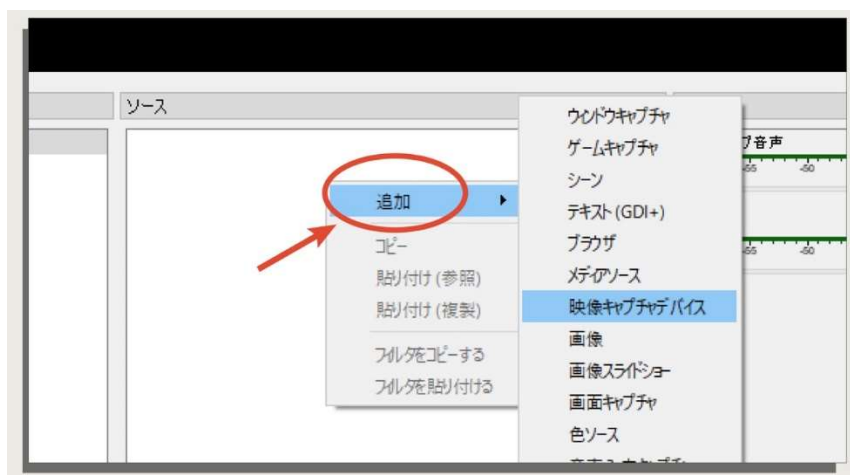 ソース
追加
コピー
貼り付け (参照)
貼り付け (複製)
フィルタをコピーする
フィルタを貼り付ける
ウィンドウキャプチャ
ゲームキャプチャ
シーン
テキスト (GDI+)
ブラウザ
メディアソース
映像キャプチャデバイス
画像
画像スライドショー
画面キャプチャ
色ソース
プ音声
-55 -50
-55 -50